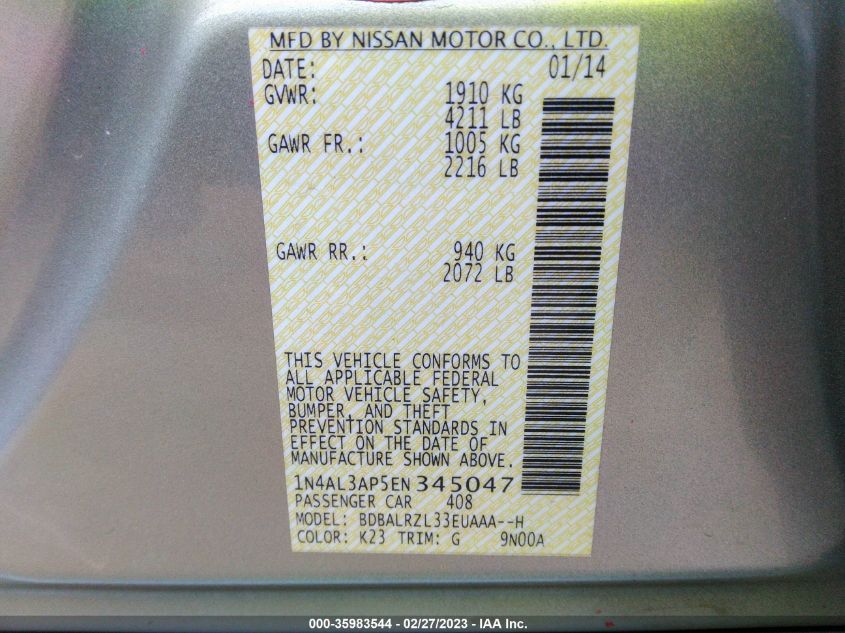 MFD BY NISSAN MOTOR CO., LTD.
DATE: 01/14
GVWR: 1910 KG
4211 LB
GAWR FR.: 1005 KG
2216 LB
GAWR RR.: 940 KG
2072 LB
THIS VEHICLE CONFORMS TO
ALL APPLICABLE FEDERAL
MOTOR VEHICLE SAFETY,
BUMPER, AND THEFT
PREVENTION STANDARDS IN
EFFECT ON THE DATE OF
MANUFACTURE SHOWN ABOVE.
1N4AL3AP5EN345047
PASSENGER CAR 408
MODEL: BDBALRZL33EUAAA--H
COLOR: K23 TRIM: G 9N00A
000-35983544 - 02/27/2023 - IAA Inc.